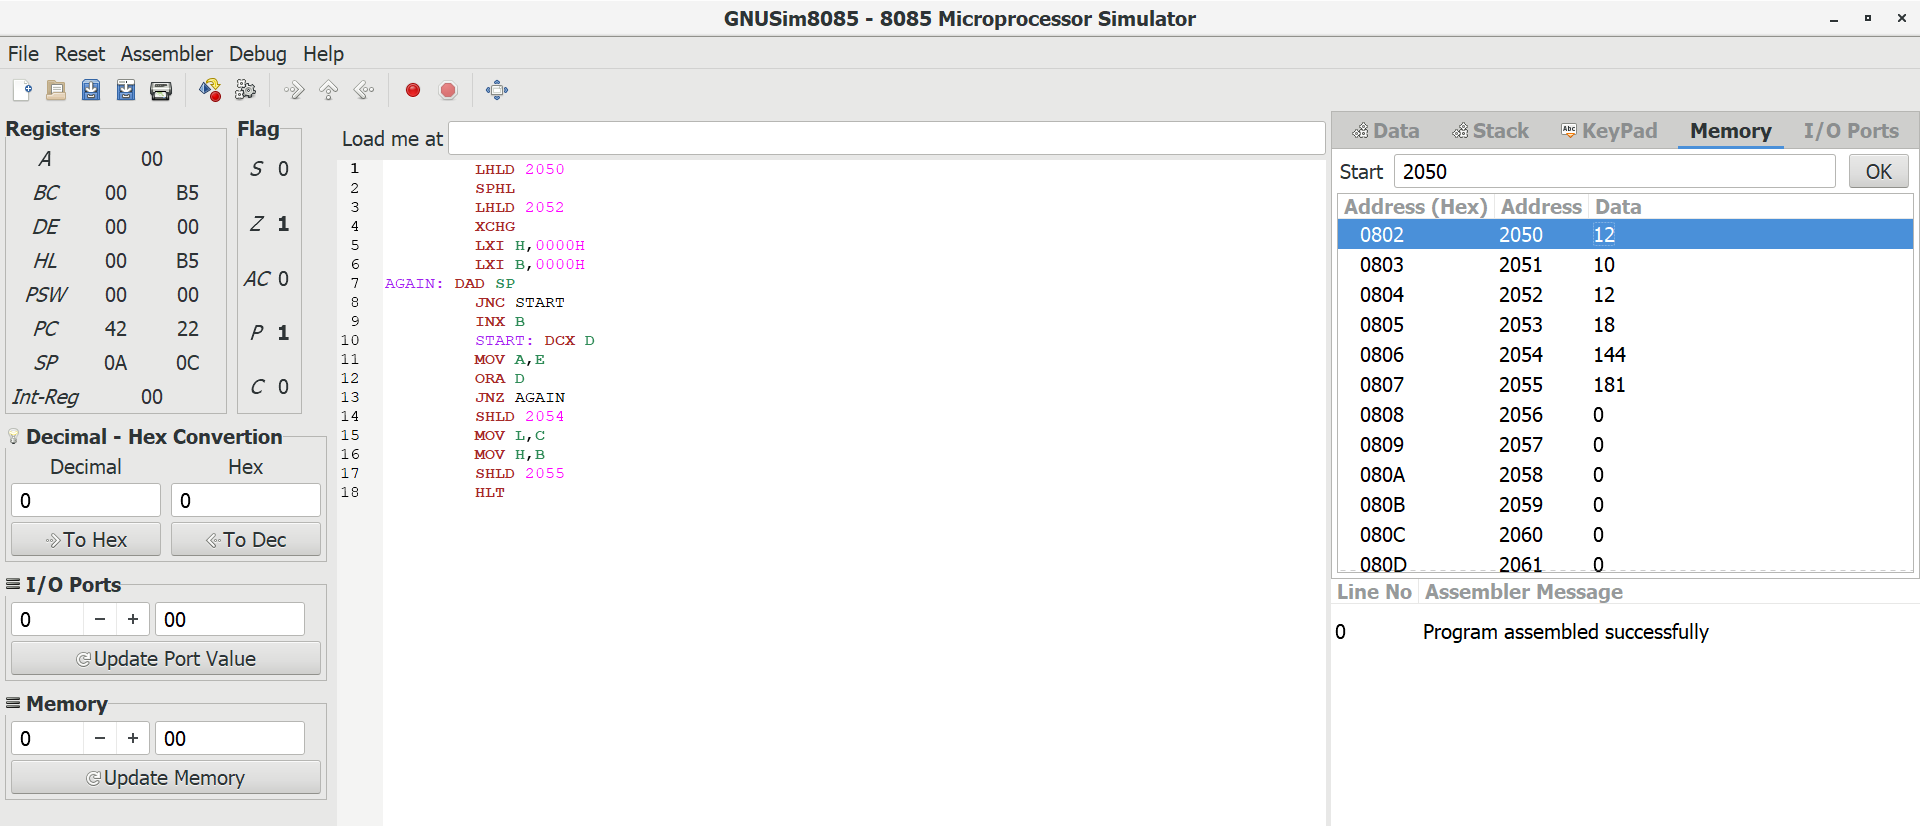 GNUSim8085 - 8085 Microprocessor Simulator
File Reset Assembler Debug Help
Registers
A 00
BC 00 B5
DE 00 00
HL 00 B5
PSW 00 00
PC 42 22
SP 0A 0C
Int-Reg 00
Flag
S 0
Z 1
AC 0
P 1
C 0
Decimal - Hex Convertion
Decimal Hex
0 0
To Hex To Dec
I/O Ports
0 − + 00
Update Port Value
Memory
0 − + 00
Update Memory
Load me at
1 LHLD 2050
2 SPHL
3 LHLD 2052
4 XCHG
5 LXI H,0000H
6 LXI B,0000H
7 AGAIN: DAD SP
8 JNC START
9 INX B
10 START: DCX D
11 MOV A,E
12 ORA D
13 JNZ AGAIN
14 SHLD 2054
15 MOV L,C
16 MOV H,B
17 SHLD 2055
18 HLT
Data Stack Abc KeyPad Memory I/O Ports
Start 2050 OK
Address (Hex) Address Data
0802 2050 12
0803 2051 10
0804 2052 12
0805 2053 18
0806 2054 144
0807 2055 181
0808 2056 0
0809 2057 0
080A 2058 0
080B 2059 0
080C 2060 0
080D 2061 0
Line No Assembler Message
0 Program assembled successfully